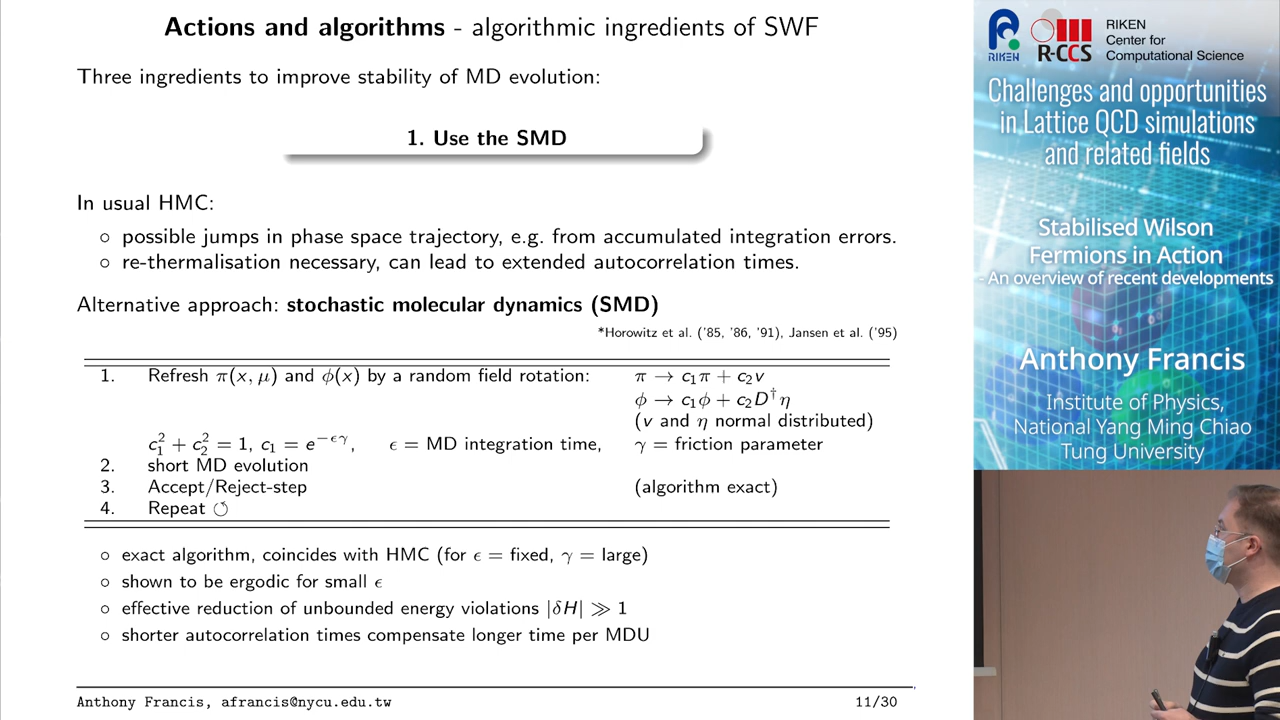 Actions and algorithms - algorithmic ingredients of SWF
Three ingredients to improve stability of MD evolution:
1. Use the SMD
In usual HMC:
○ possible jumps in phase space trajectory, e.g. from accumulated integration errors.
○ re-thermalisation necessary, can lead to extended autocorrelation times.
Alternative approach: stochastic molecular dynamics (SMD)
*Horowitz et al. ('85, '86, '91), Jansen et al. ('95)
1. Refresh π(x, μ) and ϕ(x) by a random field rotation: π → c₁π + c₂v
ϕ → c₁ϕ + c₂D†η
(v and η normal distributed)
c₁² + c₂² = 1, c₁ = e^{−ϵγ}, ϵ = MD integration time, γ = friction parameter
2. short MD evolution
3. Accept/Reject-step (algorithm exact)
4. Repeat ↺
○ exact algorithm, coincides with HMC (for ϵ = fixed, γ = large)
○ shown to be ergodic for small ϵ
○ effective reduction of unbounded energy violations |δH| ≫ 1
○ shorter autocorrelation times compensate longer time per MDU
Anthony Francis, afrancis@nycu.edu.tw 11/30
RIKEN
R-CCS
RIKEN
Center for
Computational Science
Challenges and opportunities
in Lattice QCD simulations
and related fields
Stabilised Wilson
Fermions in Action
- An overview of recent developments
Anthony Francis
Institute of Physics,
National Yang Ming Chiao
Tung University